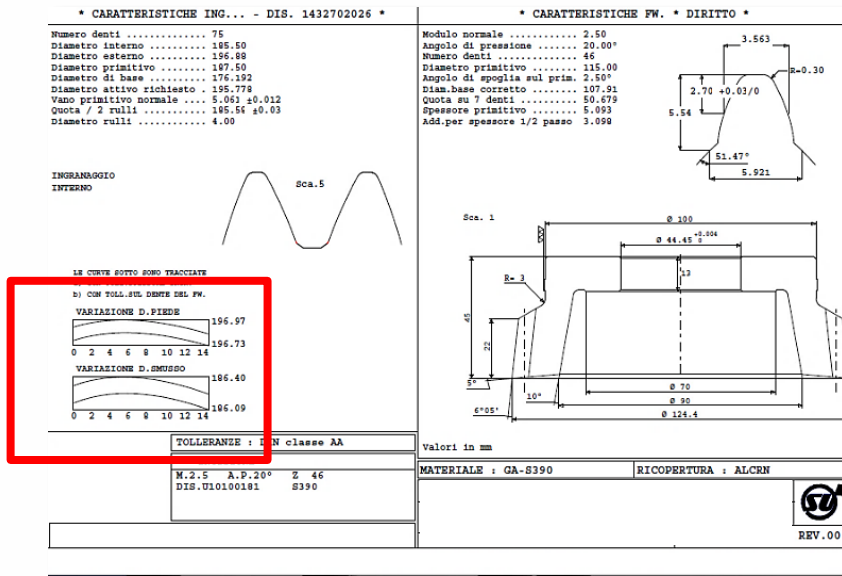 * CARATTERISTICHE ING... - DIS. 1432702026 *
Numero denti .............. 75
Diametro interno .......... 185.50
Diametro esterno .......... 196.88
Diametro primitivo ........ 187.50
Diametro di base .......... 176.192
Diametro attivo richiesto . 195.778
Vano primitivo normale .... 5.061 ±0.012
Quota / 2 rulli ........... 185.56 ±0.03
Diametro rulli ............ 4.00
INGRANAGGIO
INTERNO
Sca.5
LE CURVE SOTTO SONO TRACCIATE
b) CON TOLL.SUL DENTE DEL FW.
VARIAZIONE D.PIEDE
196.97
196.73
0 2 4 6 8 10 12 14
VARIAZIONE D.SMUSSO
186.40
186.09
0 2 4 6 8 10 12 14
TOLLERANZE : DIN classe AA
M.2.5 A.P.20° Z 46
DIS.U10100181 S390
* CARATTERISTICHE FW. * DIRITTO *
Modulo normale ........... 2.50
Angolo di pressione ....... 20.00°
Numero denti ............. 46
Diametro primitivo ....... 115.00
Angolo di spoglia sul prim. 2.50°
Diam.base corretto ....... 107.91
Quota su 7 denti ......... 50.679
Spessore primitivo ....... 5.093
Add.per spessore 1/2 passo 3.098
3.563
R=0.30
2.70 +0.03/0
5.54
51.47°
5.921
Sca. 1
Ø 100
Ø 44.45 +0.004 0
R= 3
13
45
22
5°
10°
6°05'
Ø 70
Ø 90
Ø 124.4
Valori in mm
MATERIALE : GA-S390
RICOPERTURA : ALCRN
SU
REV.00